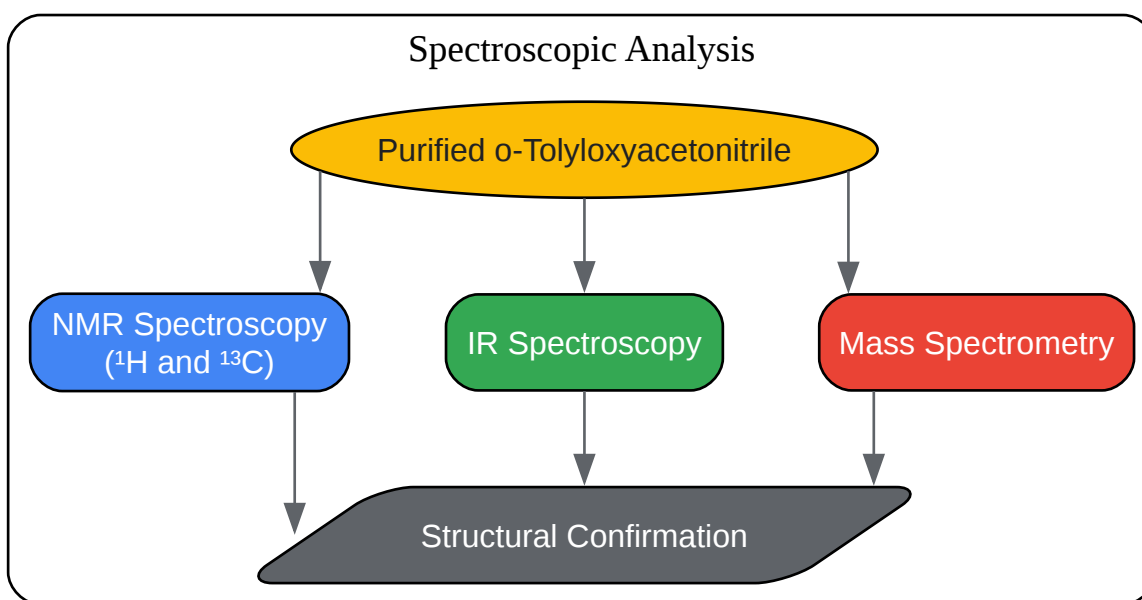 Spectroscopic Analysis
Purified o-Tolyloxyacetonitrile
NMR Spectroscopy
(¹H and ¹³C)
IR Spectroscopy
Mass Spectrometry
Structural Confirmation